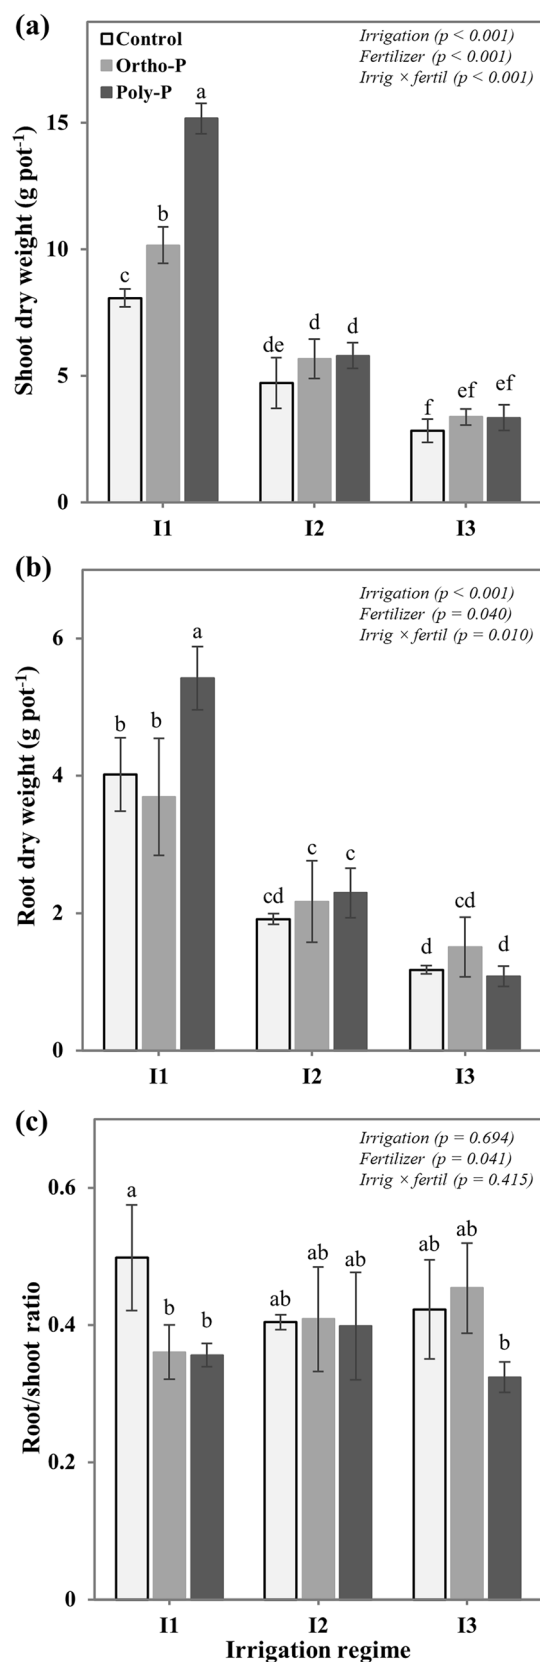 (a)
Control
Ortho-P
Poly-P
Irrigation (p < 0.001)
Fertilizer (p < 0.001)
Irrig × fertil (p < 0.001)
Shoot dry weight (g pot⁻¹)
15
10
5
0
c
b
a
de
d
d
f
ef
ef
I1
I2
I3
(b)
Irrigation (p < 0.001)
Fertilizer (p = 0.040)
Irrig × fertil (p = 0.010)
Root dry weight (g pot⁻¹)
6
4
2
0
b
b
a
cd
c
c
d
cd
d
I1
I2
I3
(c)
Irrigation (p = 0.694)
Fertilizer (p = 0.041)
Irrig × fertil (p = 0.415)
Root/shoot ratio
0.6
0.4
0.2
0
a
b
b
ab
ab
ab
ab
ab
b
I1
I2
I3
Irrigation regime